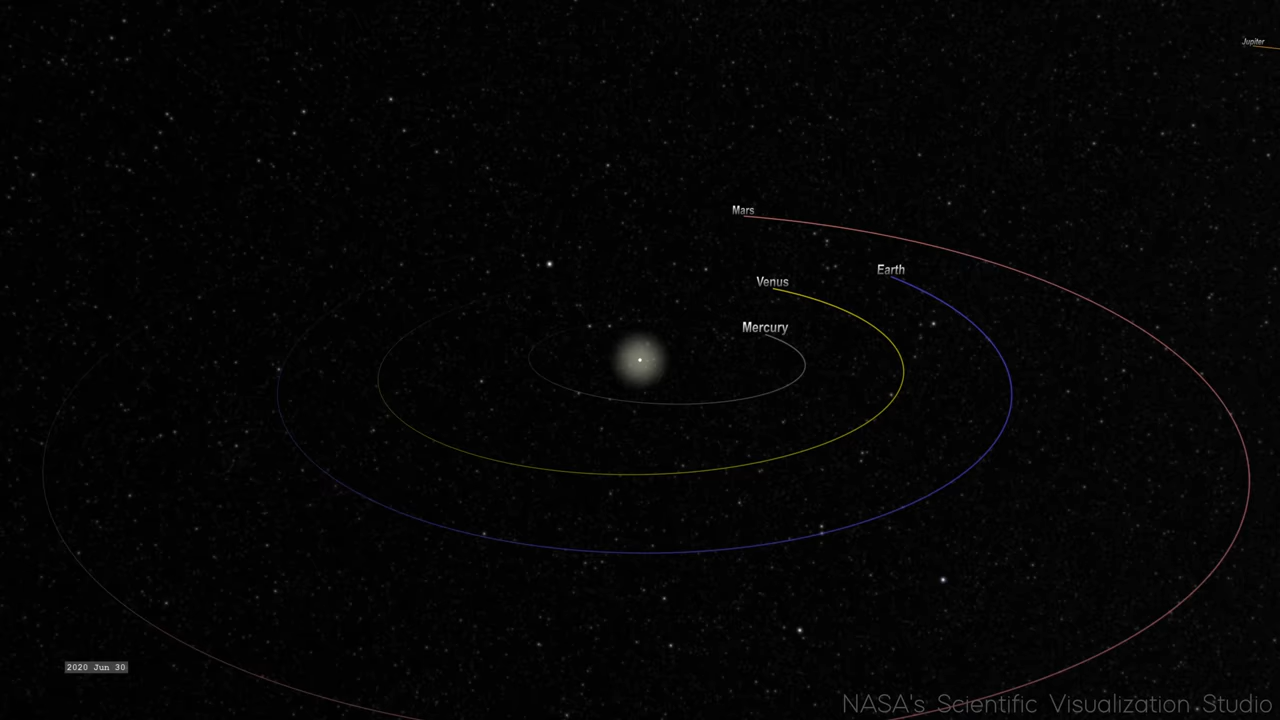 Jupiter
Mars
Earth
Venus
Mercury
2020 Jun 30
NASA's Scientific Visualization Studio